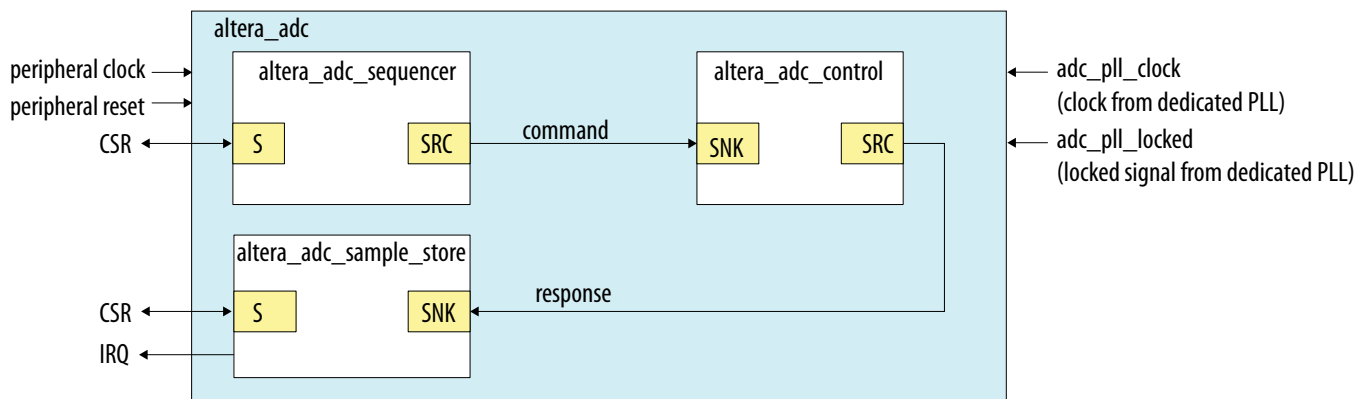 altera_adc
peripheral clock
peripheral reset
CSR
altera_adc_sequencer
S
SRC
command
altera_adc_control
SNK
SRC
adc_pll_clock
(clock from dedicated PLL)
adc_pll_locked
(locked signal from dedicated PLL)
altera_adc_sample_store
CSR
S
SNK
response
IRQ